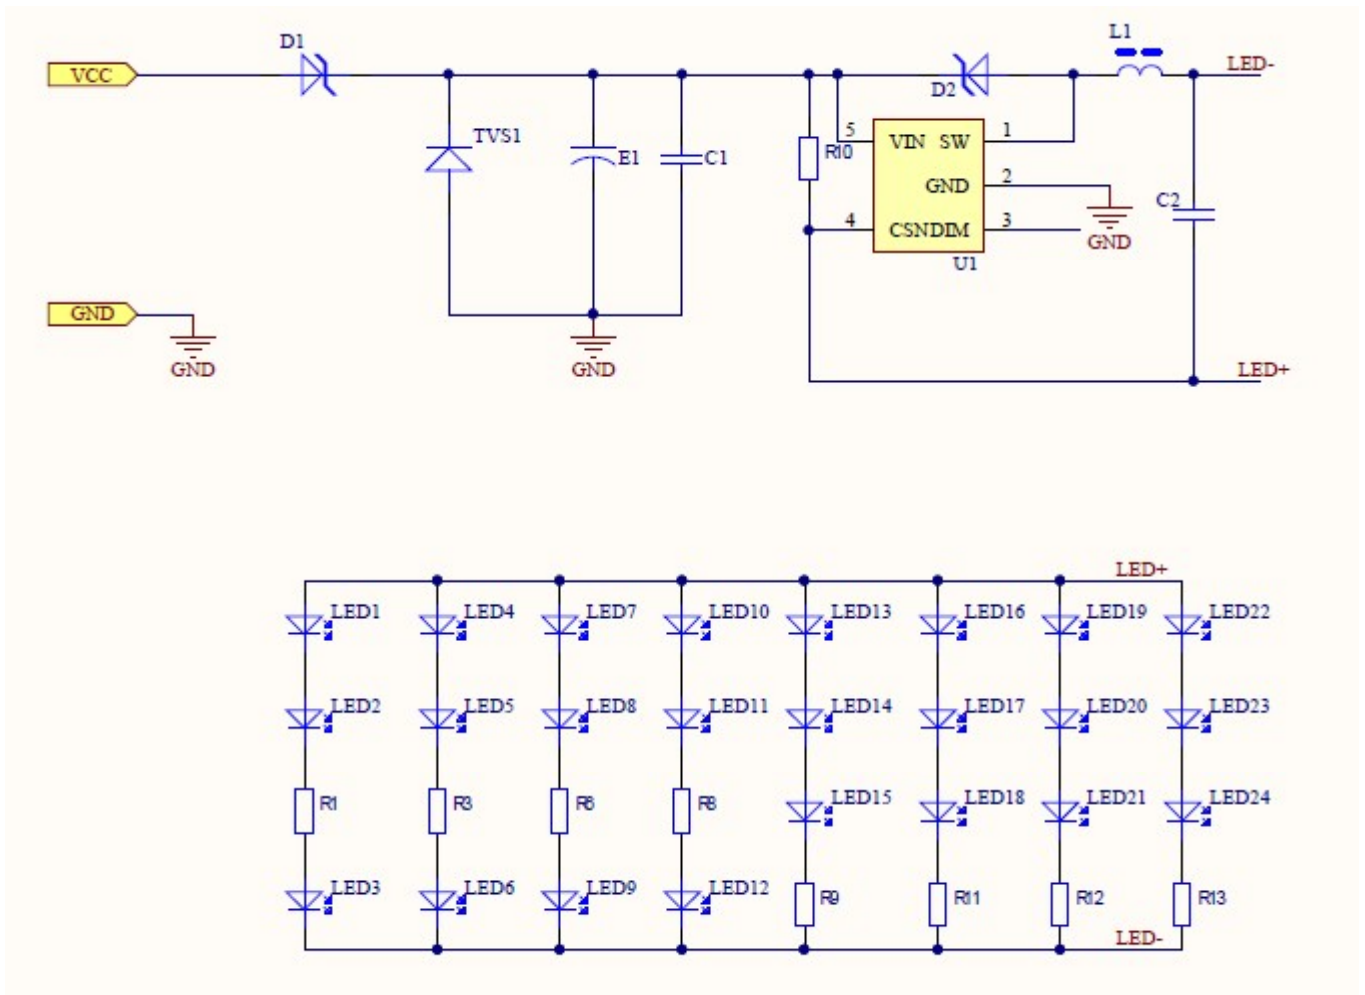 D1
L1
VCC
LED-
D2
TVS1
E1
C1
R10
5
VIN SW
1
GND
2
C2
4
CSNDIM
3
GND
U1
GND
GND
GND
LED+
LED+
LED1
LED4
LED7
LED10
LED13
LED16
LED19
LED22
LED2
LED5
LED8
LED11
LED14
LED17
LED20
LED23
R1
R3
R6
R8
LED15
LED18
LED21
LED24
LED3
LED6
LED9
LED12
R9
R11
R12
R13
LED-